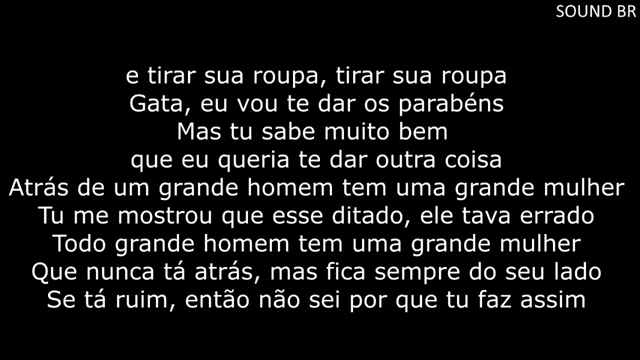 SOUND BR
e tirar sua roupa, tirar sua roupa
Gata, eu vou te dar os parabéns
Mas tu sabe muito bem
que eu queria te dar outra coisa
Atrás de um grande homem tem uma grande mulher
Tu me mostrou que esse ditado, ele tava errado
Todo grande homem tem uma grande mulher
Que nunca tá atrás, mas fica sempre do seu lado
Se tá ruim, então não sei por que tu faz assim